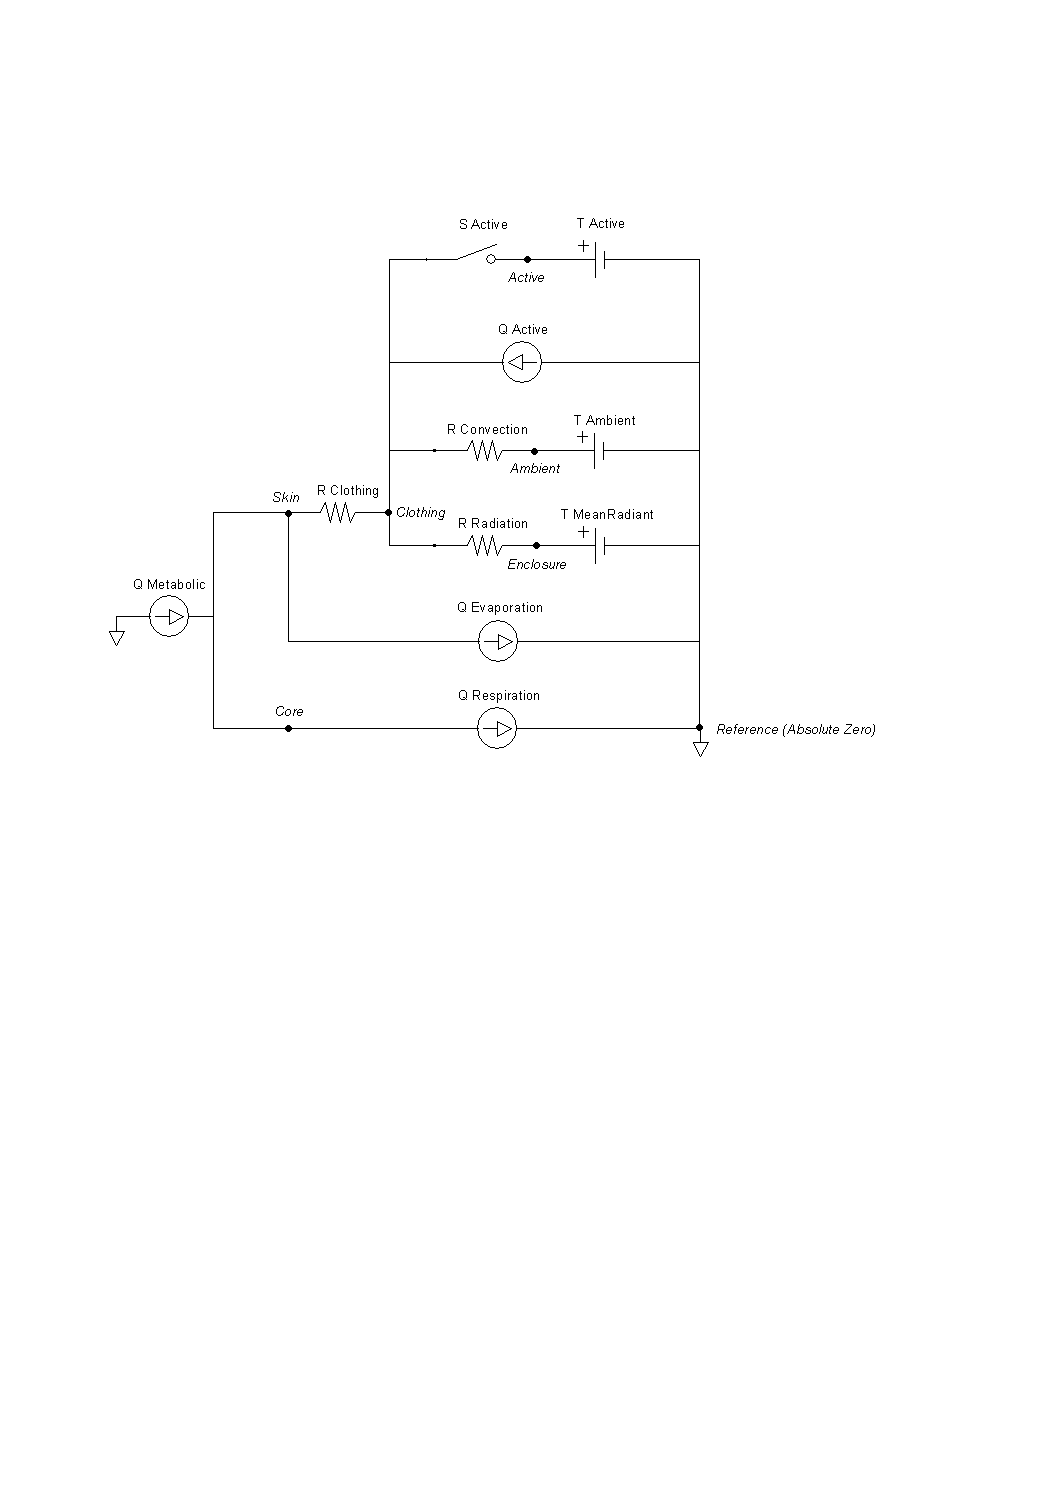 S Active
T Active
+
Active
Q Active
R Convection
T Ambient
+
Ambient
R Clothing
Skin
Clothing
R Radiation
T MeanRadiant
+
Enclosure
Q Metabolic
Q Evaporation
Q Respiration
Core
Reference (Absolute Zero)